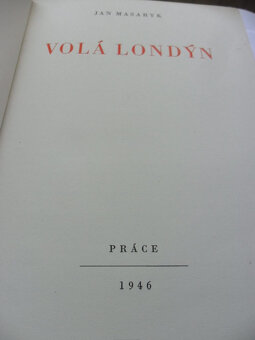 JAN MASARYK
VOLÁ LONDÝN
PRÁCE
1946